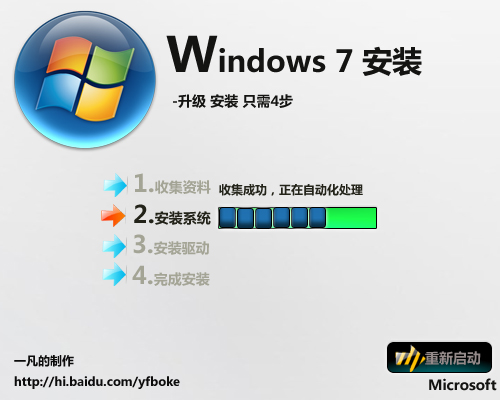 Windows 7 安装
-升级 安装 只需4步
1.收集资料
收集成功，正在自动化处理
2.安装系统
3.安装驱动
4.完成安装
重新启动
一凡的制作
http://hi.baidu.com/yfboke
Microsoft